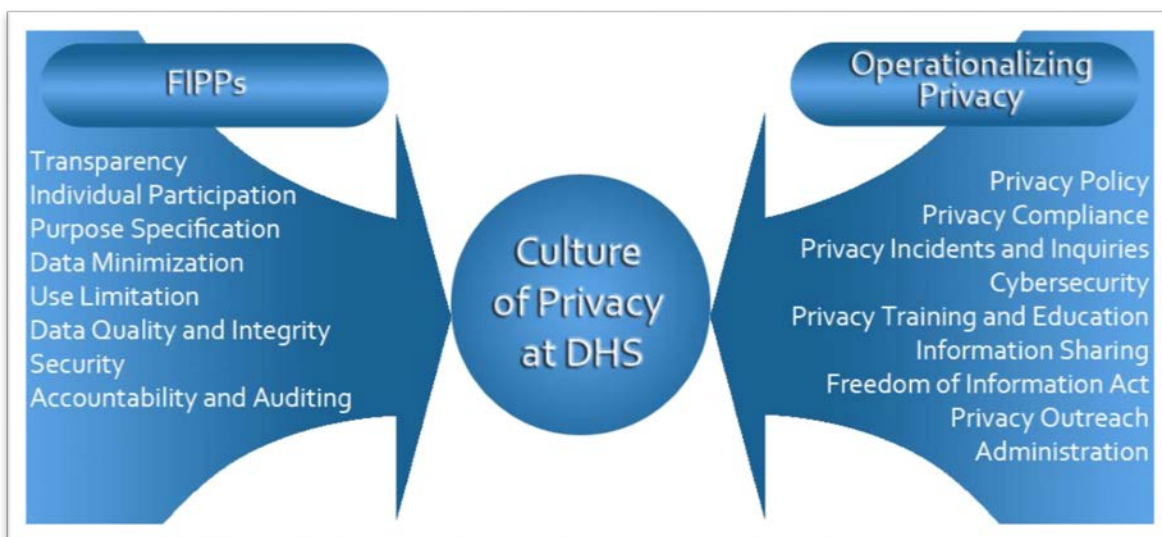 FIPPs
Transparency
Individual Participation
Purpose Specification
Data Minimization
Use Limitation
Data Quality and Integrity
Security
Accountability and Auditing
Culture
of Privacy
at DHS
Operationalizing
Privacy
Privacy Policy
Privacy Compliance
Privacy Incidents and Inquiries
Cybersecurity
Privacy Training and Education
Information Sharing
Freedom of Information Act
Privacy Outreach
Administration